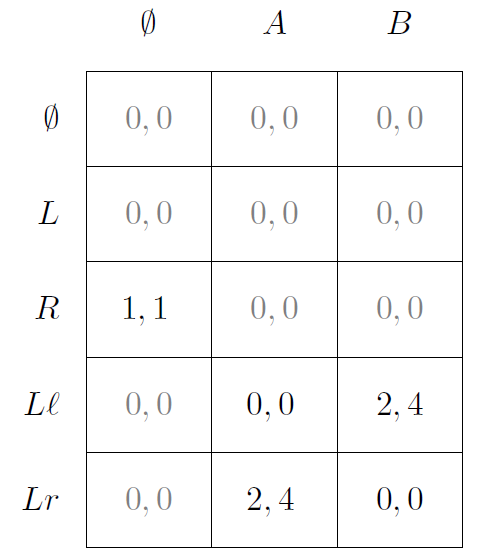 ∅ A B
∅ 0, 0 0, 0 0, 0
L 0, 0 0, 0 0, 0
R 1, 1 0, 0 0, 0
Lℓ 0, 0 0, 0 2, 4
Lr 0, 0 2, 4 0, 0